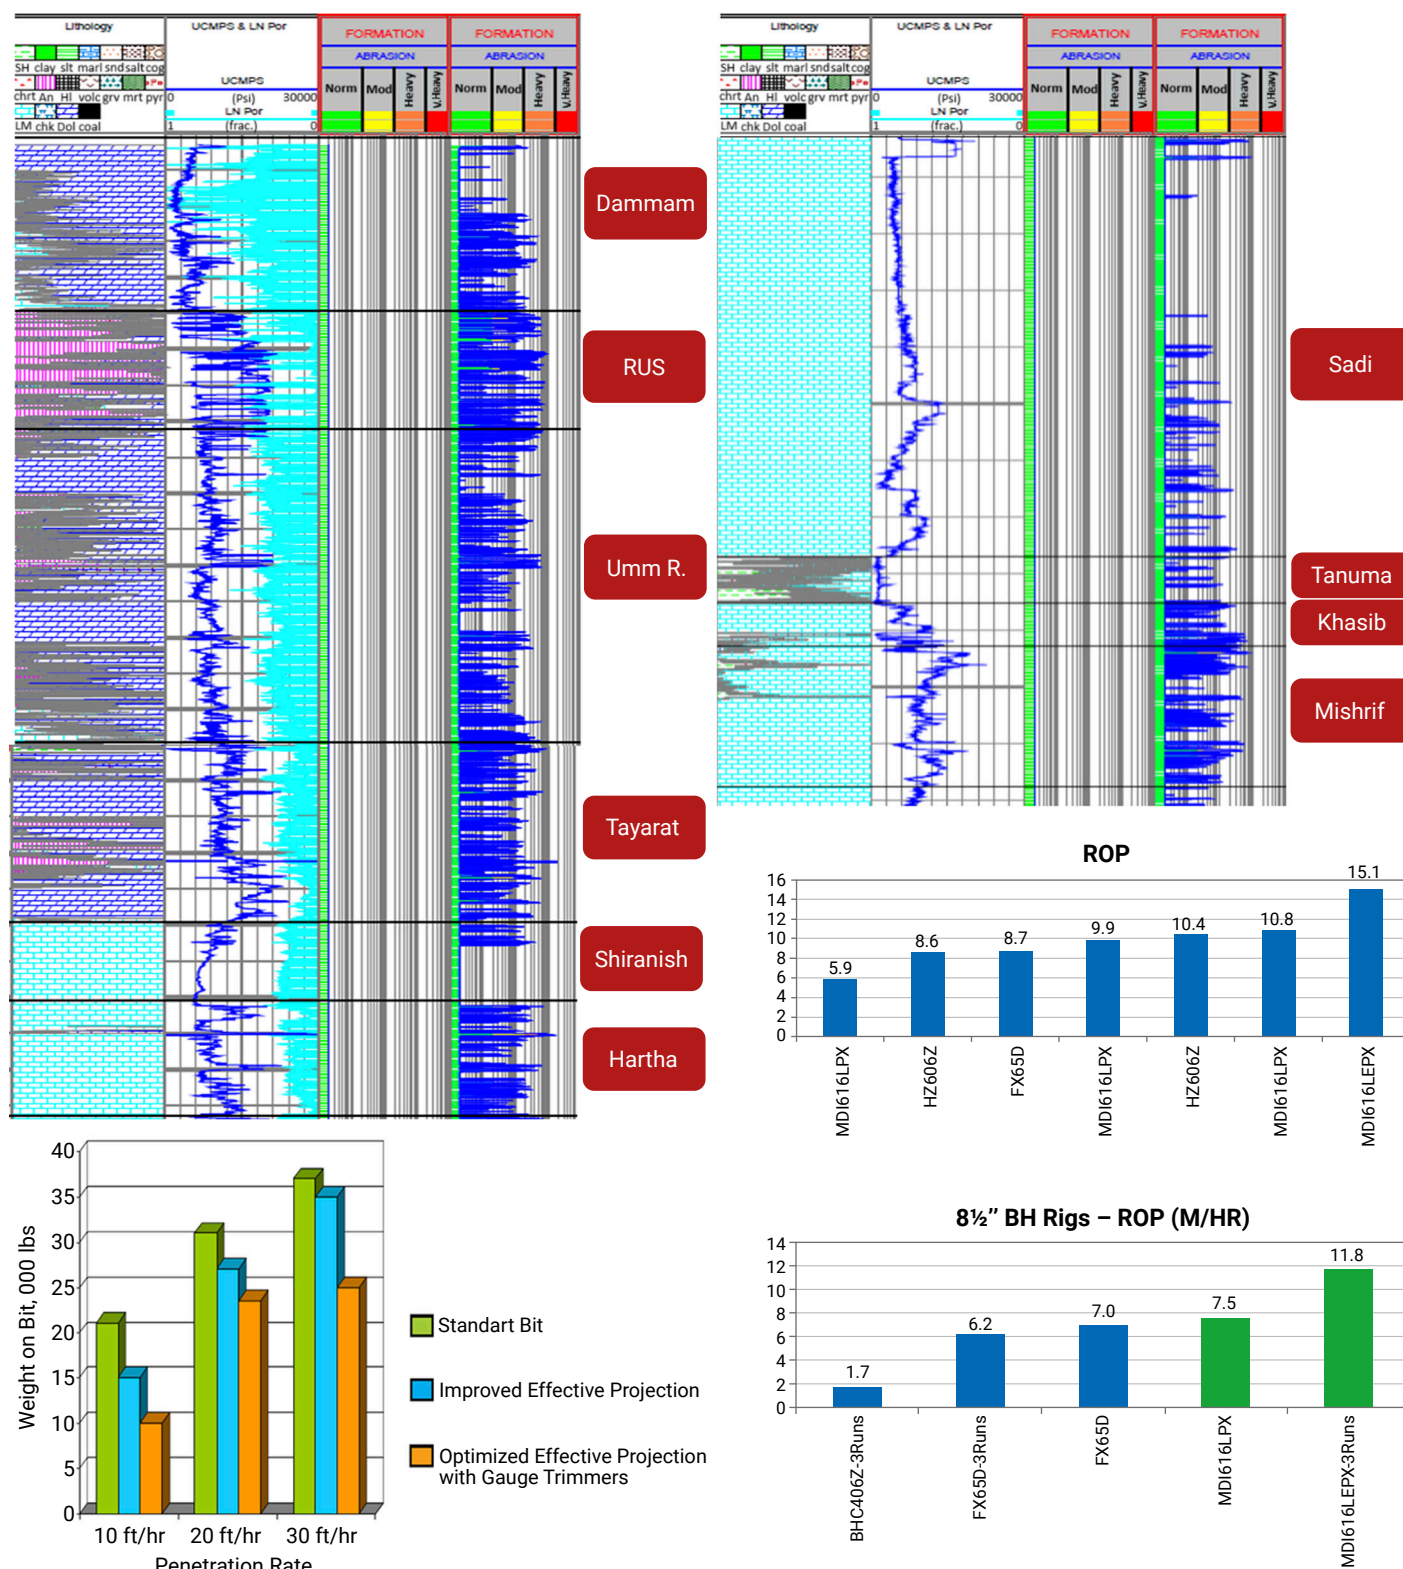 Lithology
SH clay slt marl snd salt cog
chrt An Hl volc grv mrt pyr
LM chk Dol coal
UCMPS & LN Por
UCMPS
0 (Psi) 30000
LN Por
1 (frac.) 0
FORMATION
ABRASION
Norm Mod Heavy v.Heavy
FORMATION
ABRASION
Norm Mod Heavy v.Heavy
Dammam
RUS
Umm R.
Tayarat
Shiranish
Hartha
Lithology
SH clay slt marl snd salt cog
chrt An Hl volc grv mrt pyr
LM chk Dol coal
UCMPS & LN Por
UCMPS
0 (Psi) 30000
LN Por
1 (frac.) 0
FORMATION
ABRASION
Norm Mod Heavy v.Heavy
FORMATION
ABRASION
Norm Mod Heavy v.Heavy
Sadi
Tanuma
Khasib
Mishrif
ROP
16
14
12
10
8
6
4
2
0
5.9
8.6
8.7
9.9
10.4
10.8
15.1
MDI616LPX
HZ606Z
FX65D
MDI616LPX
HZ606Z
MDI616LPX
MDI616LEPX
Weight on Bit, 000 lbs
40
35
30
25
20
15
10
5
0
10 ft/hr 20 ft/hr 30 ft/hr
Penetration Rate
Standart Bit
Improved Effective Projection
Optimized Effective Projection
with Gauge Trimmers
8½” BH Rigs – ROP (M/HR)
14
12
10
8
6
4
2
0
1.7
6.2
7.0
7.5
11.8
BHC406Z-3Runs
FX65D-3Runs
FX65D
MDI616LPX
MDI616LEPX-3Runs